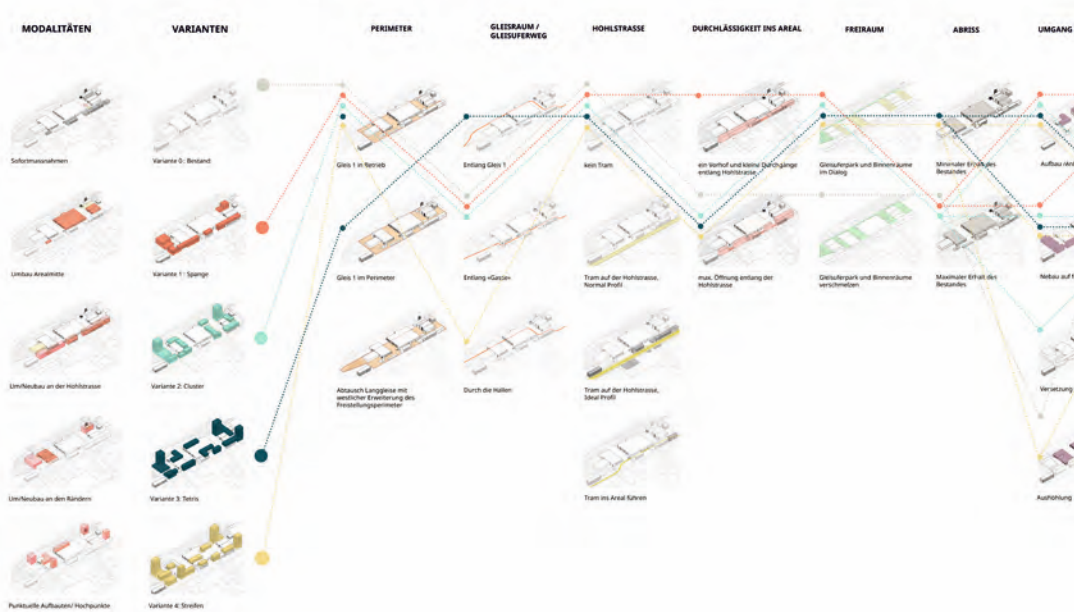 MODALITÄTEN
VARIANTEN
PERIMETER
GLEISRAUM /
GLEISUFERWEG
HOHLSTRASSE
DURCHLÄSSIGKEIT INS AREAL
FREIRAUM
ABRISS
UMGANG
Sofortmassnahmen
Variante 0: Bestand
Gleis 1 in Betrieb
Entlang Gleis 1
kein Tram
ein Vorhof und kleine Durchgänge
entlang Hohlstrasse
Gleisuferpark und Binnenräume
im Dialog
Minimaler Erhalt des
Bestandes
Aufbau
Umbau Arealmitte
Variante 1: Spange
Gleis 1 im Perimeter
Entlang «Gasse»
Tram auf der Hohlstrasse,
Normal Profil
max. Öffnung entlang der
Hohlstrasse
Gleisuferpark und Binnenräume
verschmelzen
Maximaler Erhalt des
Bestandes
Nebau auf
Um/Neubau an der Hohlstrasse
Variante 2: Cluster
Abtausch Langgleise mit
westlicher Erweiterung des
Freistellungsperimeter
Durch die Hallen
Tram auf der Hohlstrasse,
Ideal Profil
Versetzung
Um/Neubau an den Rändern
Variante 3: Tetris
Tram ins Areal führen
Aushöhlung
Punktuelle Aufbauten/ Hochpunkte
Variante 4: Streifen